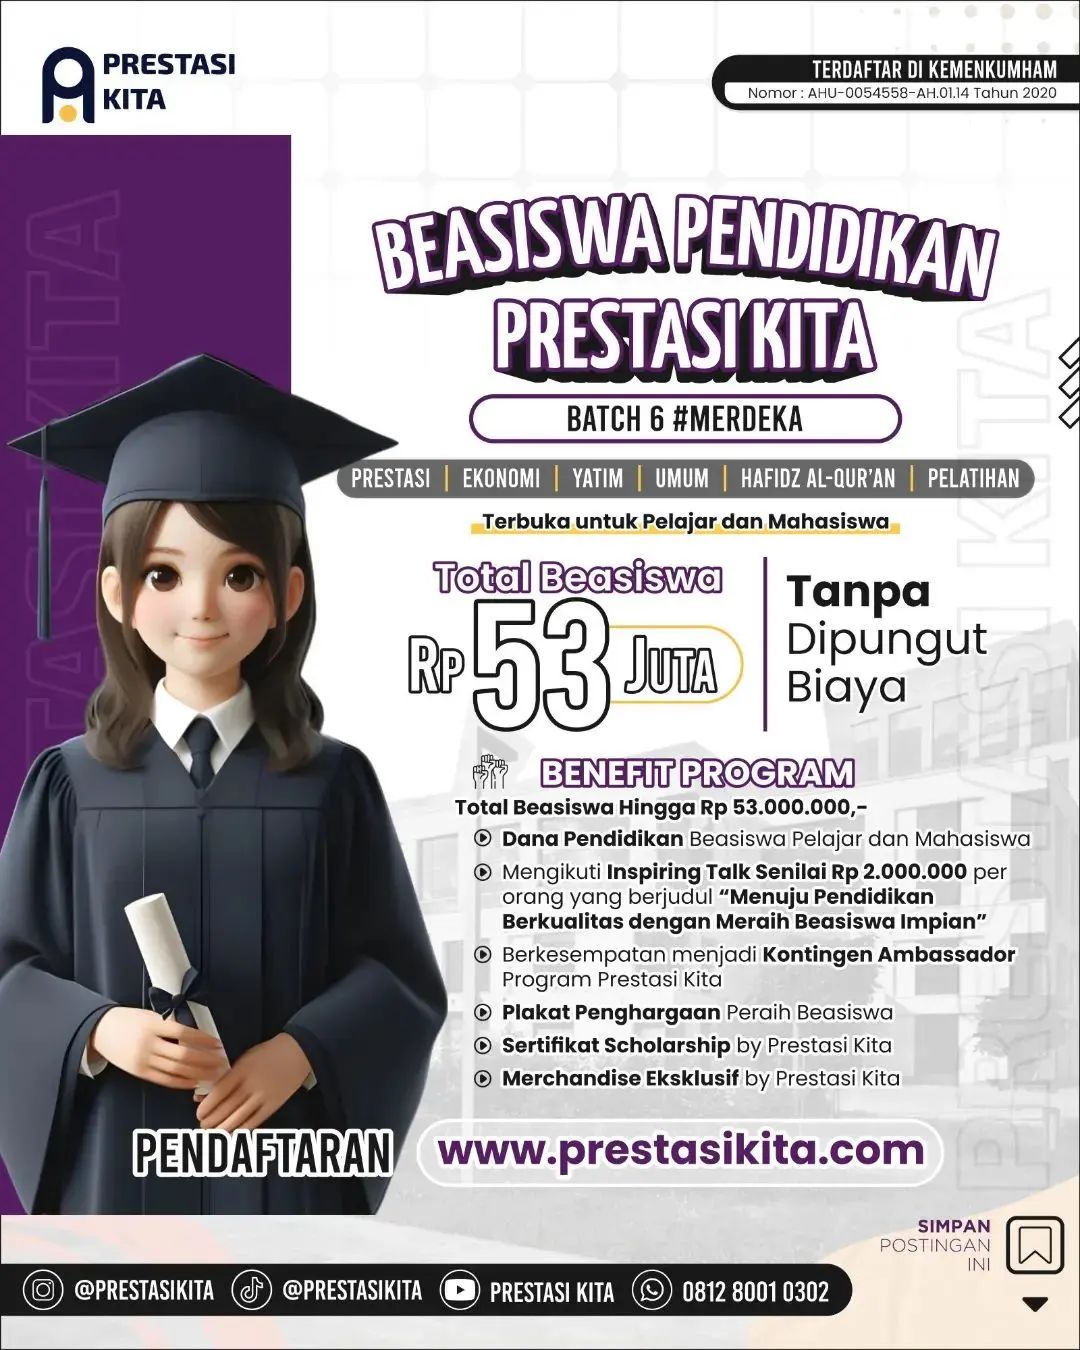 PRESTASI
KITA
TERDAFTAR DI KEMENKUMHAM
Nomor : AHU-0054558-AH.01.14 Tahun 2020
BEASISWA PENDIDIKAN
PRESTASI KITA
BATCH 6 #MERDEKA
PRESTASI | EKONOMI | YATIM | UMUM | HAFIDZ AL-QUR'AN | PELATIHAN
Terbuka untuk Pelajar dan Mahasiswa
Total Beasiswa
Rp 53 Juta
Tanpa
Dipungut
Biaya
BENEFIT PROGRAM
Total Beasiswa Hingga Rp 53.000.000,-
Dana Pendidikan Beasiswa Pelajar dan Mahasiswa
Mengikuti Inspiring Talk Senilai Rp 2.000.000 per
orang yang berjudul “Menuju Pendidikan
Berkualitas dengan Meraih Beasiswa Impian”
Berkesempatan menjadi Kontingen Ambassador
Program Prestasi Kita
Plakat Penghargaan Peraih Beasiswa
Sertifikat Scholarship by Prestasi Kita
Merchandise Eksklusif by Prestasi Kita
PENDAFTARAN
www.prestasikita.com
SIMPAN
POSTINGAN
INI
@PRESTASIKITA
@PRESTASIKITA
PRESTASI KITA
0812 8001 0302